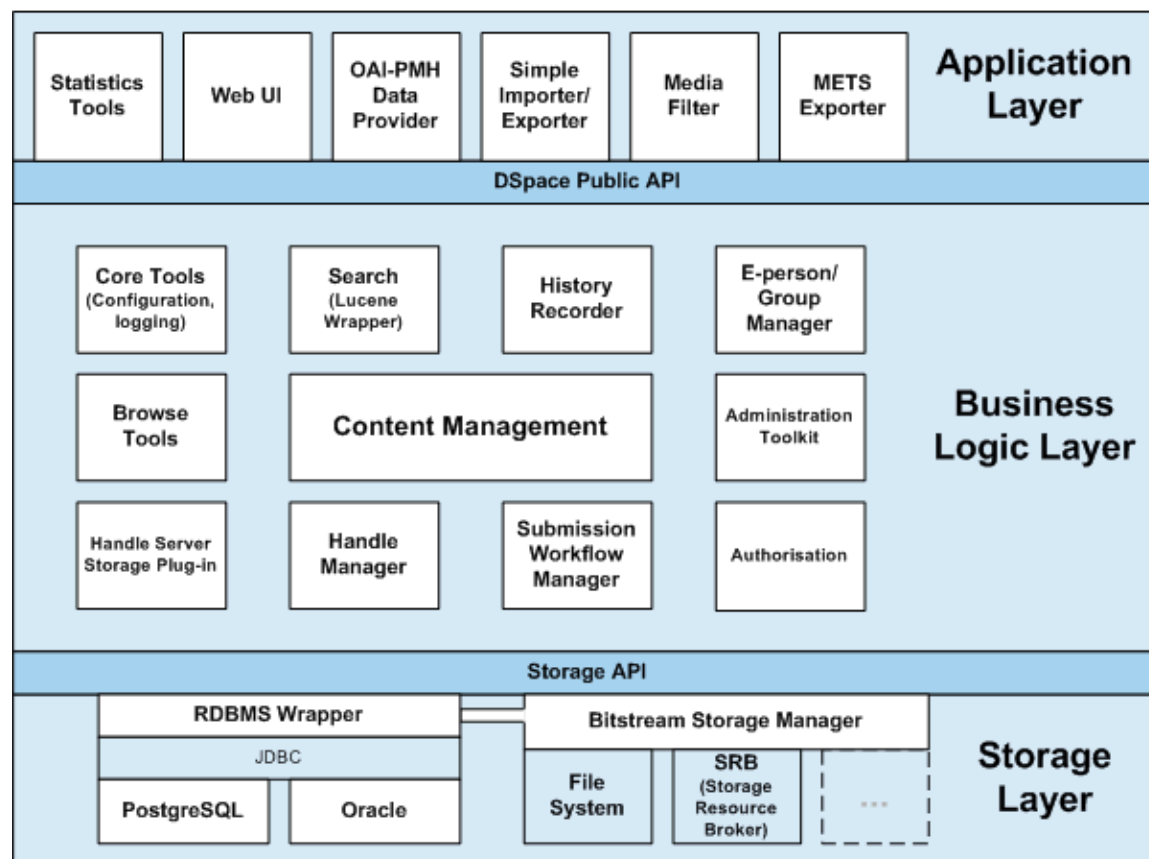 Statistics
Tools
Web UI
OAI-PMH
Data
Provider
Simple
Importer/
Exporter
Media
Filter
METS
Exporter
Application
Layer
DSpace Public API
Core Tools
(Configuration,
logging)
Search
(Lucene
Wrapper)
History
Recorder
E-person/
Group
Manager
Browse
Tools
Content Management
Administration
Toolkit
Business
Logic Layer
Handle Server
Storage Plug-in
Handle
Manager
Submission
Workflow
Manager
Authorisation
Storage API
RDBMS Wrapper
JDBC
PostgreSQL
Oracle
Bitstream Storage Manager
File
System
SRB
(Storage
Resource
Broker)
...
Storage
Layer